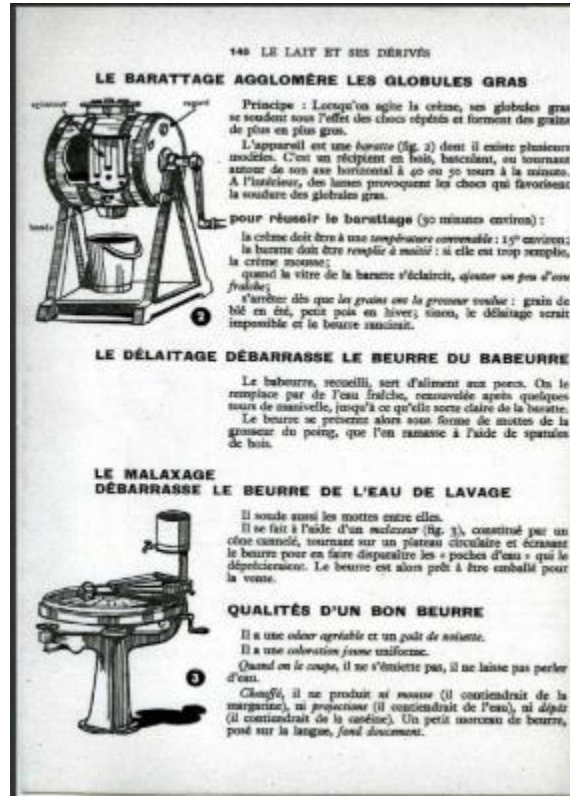 140 LE LAIT ET SES DÉRIVÉS
LE BARATTAGE AGGLOMÈRE LES GLOBULES GRAS
agitateur
regard
Principe : Lorsqu'on agite la crème, ses globules gras
se soudent sous l'effet des chocs répétés et forment des grains
de plus en plus gros.
L'appareil est une baratte (fig. 2) dont il existe plusieurs
modèles. C'est un récipient en bois, basculant, ou tournant
autour de son axe horizontal à 40 ou 50 tours à la minute.
A l'intérieur, des lames provoquent les chocs qui favorisent
la soudure des globules gras.
bonde
pour réussir le barattage (30 minutes environ) :
la crème doit être à une température convenable : 15° environ;
la baratte doit être remplie à moitié : si elle est trop remplie,
la crème mousse;
quand la vitre de la baratte s'éclaircit, ajouter un peu d'eau
fraîche;
s'arrêter dès que les grains ont la grosseur voulue : grain de
blé en été, petit pois en hiver; sinon, le délaitage serait
impossible et le beurre rancirait.
2
LE DÉLAITAGE DÉBARRASSE LE BEURRE DU BABEURRE
Le babeurre, recueilli, sert d'aliment aux porcs. On le
remplace par de l'eau fraîche, renouvelée après quelques
tours de manivelle, jusqu'à ce qu'elle sorte claire de la baratte.
Le beurre se présente alors sous forme de mottes de la
grosseur du poing, que l'on ramasse à l'aide de spatules
de bois.
LE MALAXAGE
DÉBARRASSE LE BEURRE DE L'EAU DE LAVAGE
Il soude aussi les mottes entre elles.
Il se fait à l'aide d'un malaxeur (fig. 3), constitué par un
cône cannelé, tournant sur un plateau circulaire et écrasant
le beurre pour en faire disparaître les « poches d'eau » qui le
déprécieraient. Le beurre est alors prêt à être emballé pour
la vente.
QUALITÉS D'UN BON BEURRE
Il a une odeur agréable et un goût de noisette.
Il a une coloration jaune uniforme.
Quand on le coupe, il ne s'émiette pas, il ne laisse pas perler
d'eau.
Chauffé, il ne produit ni mousse (il contiendrait de la
margarine), ni projections (il contiendrait de l'eau), ni dépôt
(il contiendrait de la caséine). Un petit morceau de beurre,
posé sur la langue, fond doucement.
3